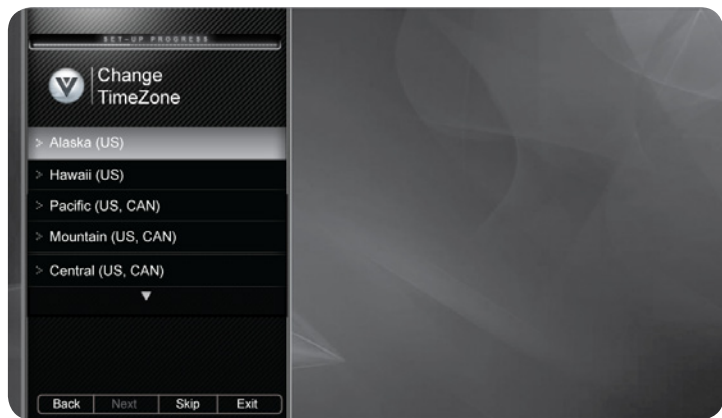 SET-UP PROGRESS
Change
TimeZone
> Alaska (US)
> Hawaii (US)
> Pacific (US, CAN)
> Mountain (US, CAN)
> Central (US, CAN)
Back Next Skip Exit